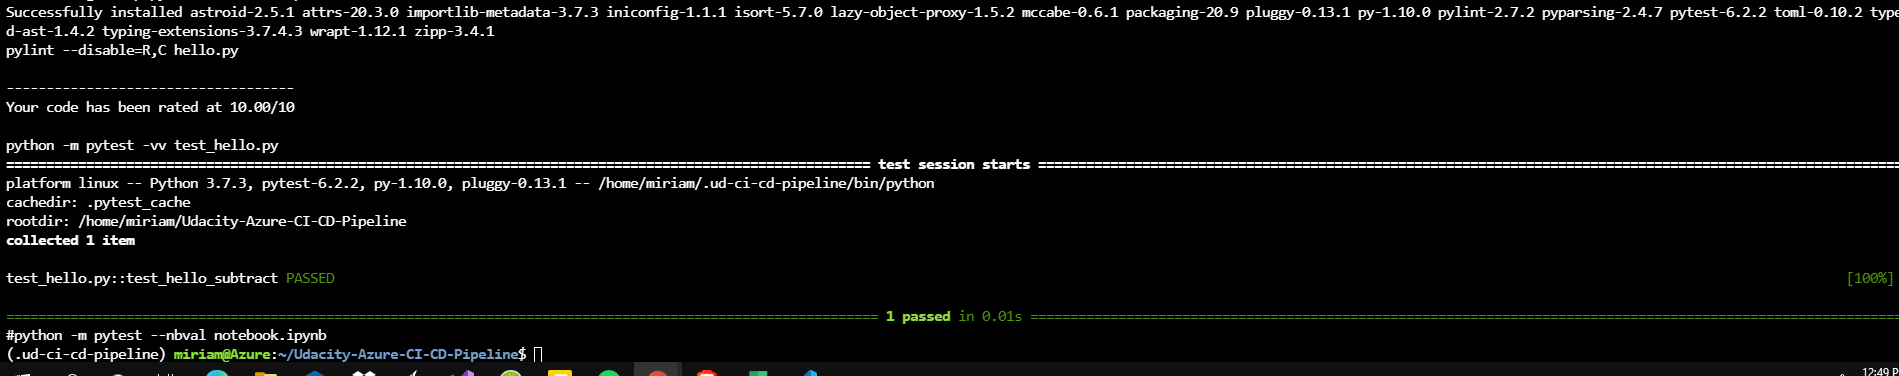 Successfully installed astroid-2.5.1 attrs-20.3.0 importlib-metadata-3.7.3 iniconfig-1.1.1 isort-5.7.0 lazy-object-proxy-1.5.2 mccabe-0.6.1 packaging-20.9 pluggy-0.13.1 py-1.10.0 pylint-2.7.2 pyparsing-2.4.7 pytest-6.2.2 toml-0.10.2 type
d-ast-1.4.2 typing-extensions-3.7.4.3 wrapt-1.12.1 zipp-3.4.1
pylint --disable=R,C hello.py
------------------------------------
Your code has been rated at 10.00/10
python -m pytest -vv test_hello.py
============ test session starts ============
platform linux -- Python 3.7.3, pytest-6.2.2, py-1.10.0, pluggy-0.13.1 -- /home/miriam/.ud-ci-cd-pipeline/bin/python
cachedir: .pytest_cache
rootdir: /home/miriam/Udacity-Azure-CI-CD-Pipeline
collected 1 item
test_hello.py::test_hello_subtract PASSED [100%]
============ 1 passed in 0.01s ============
#python -m pytest --nbval notebook.ipynb
(.ud-ci-cd-pipeline) miriam@Azure:~/Udacity-Azure-CI-CD-Pipeline$
12:49 P